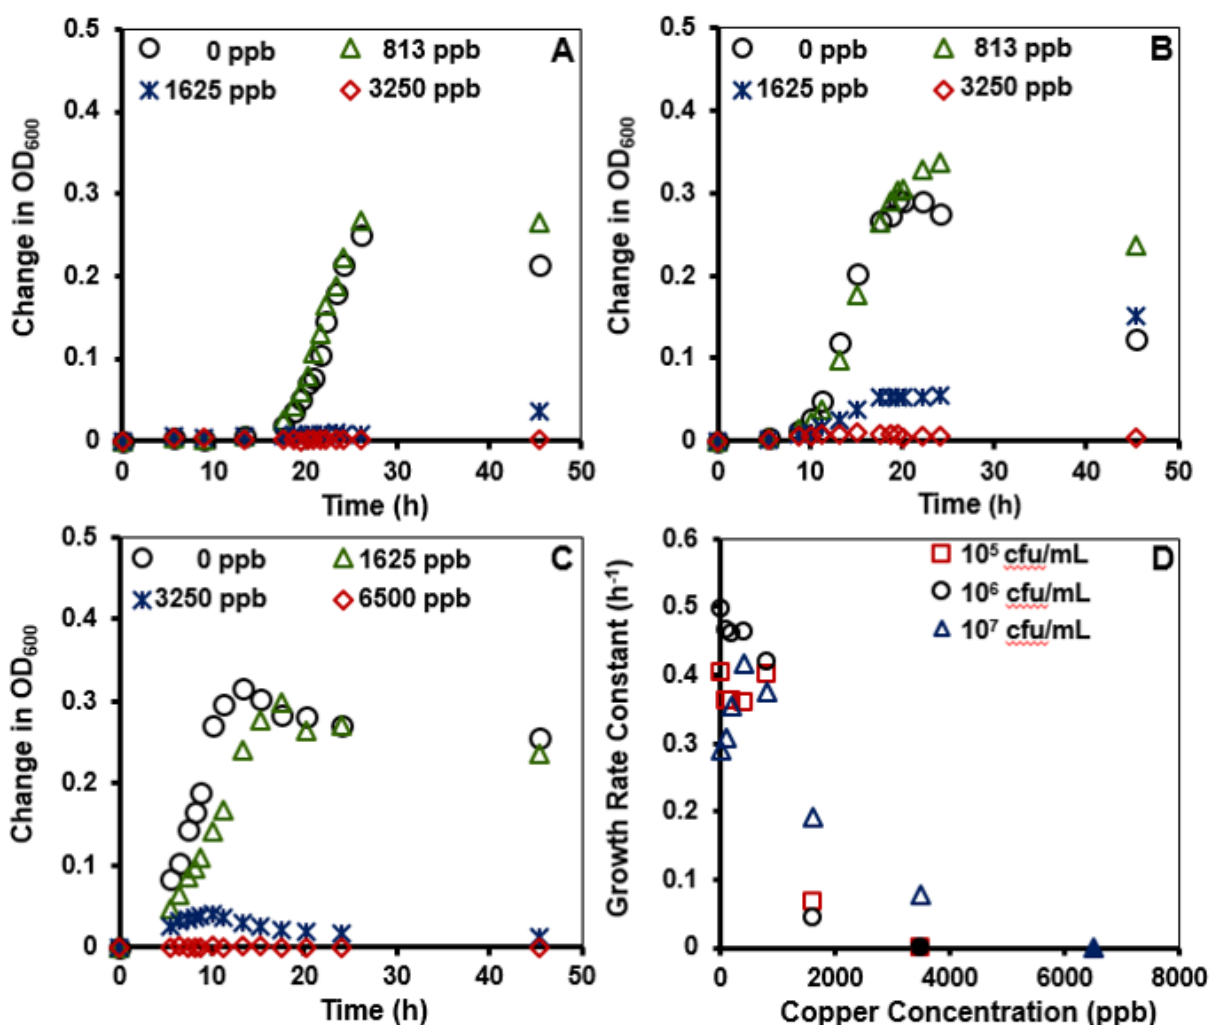 A
0 ppb
813 ppb
1625 ppb
3250 ppb
0.5
0.4
0.3
0.2
0.1
0
Change in OD600
0
10
20
30
40
50
Time (h)
B
0 ppb
813 ppb
1625 ppb
3250 ppb
0.5
0.4
0.3
0.2
0.1
0
Change in OD600
0
10
20
30
40
50
Time (h)
C
0 ppb
1625 ppb
3250 ppb
6500 ppb
0.5
0.4
0.3
0.2
0.1
0
Change in OD600
0
10
20
30
40
50
Time (h)
D
10⁵ cfu/mL
10⁶ cfu/mL
10⁷ cfu/mL
0.6
0.5
0.4
0.3
0.2
0.1
0
Growth Rate Constant (h⁻¹)
0
2000
4000
6000
8000
Copper Concentration (ppb)